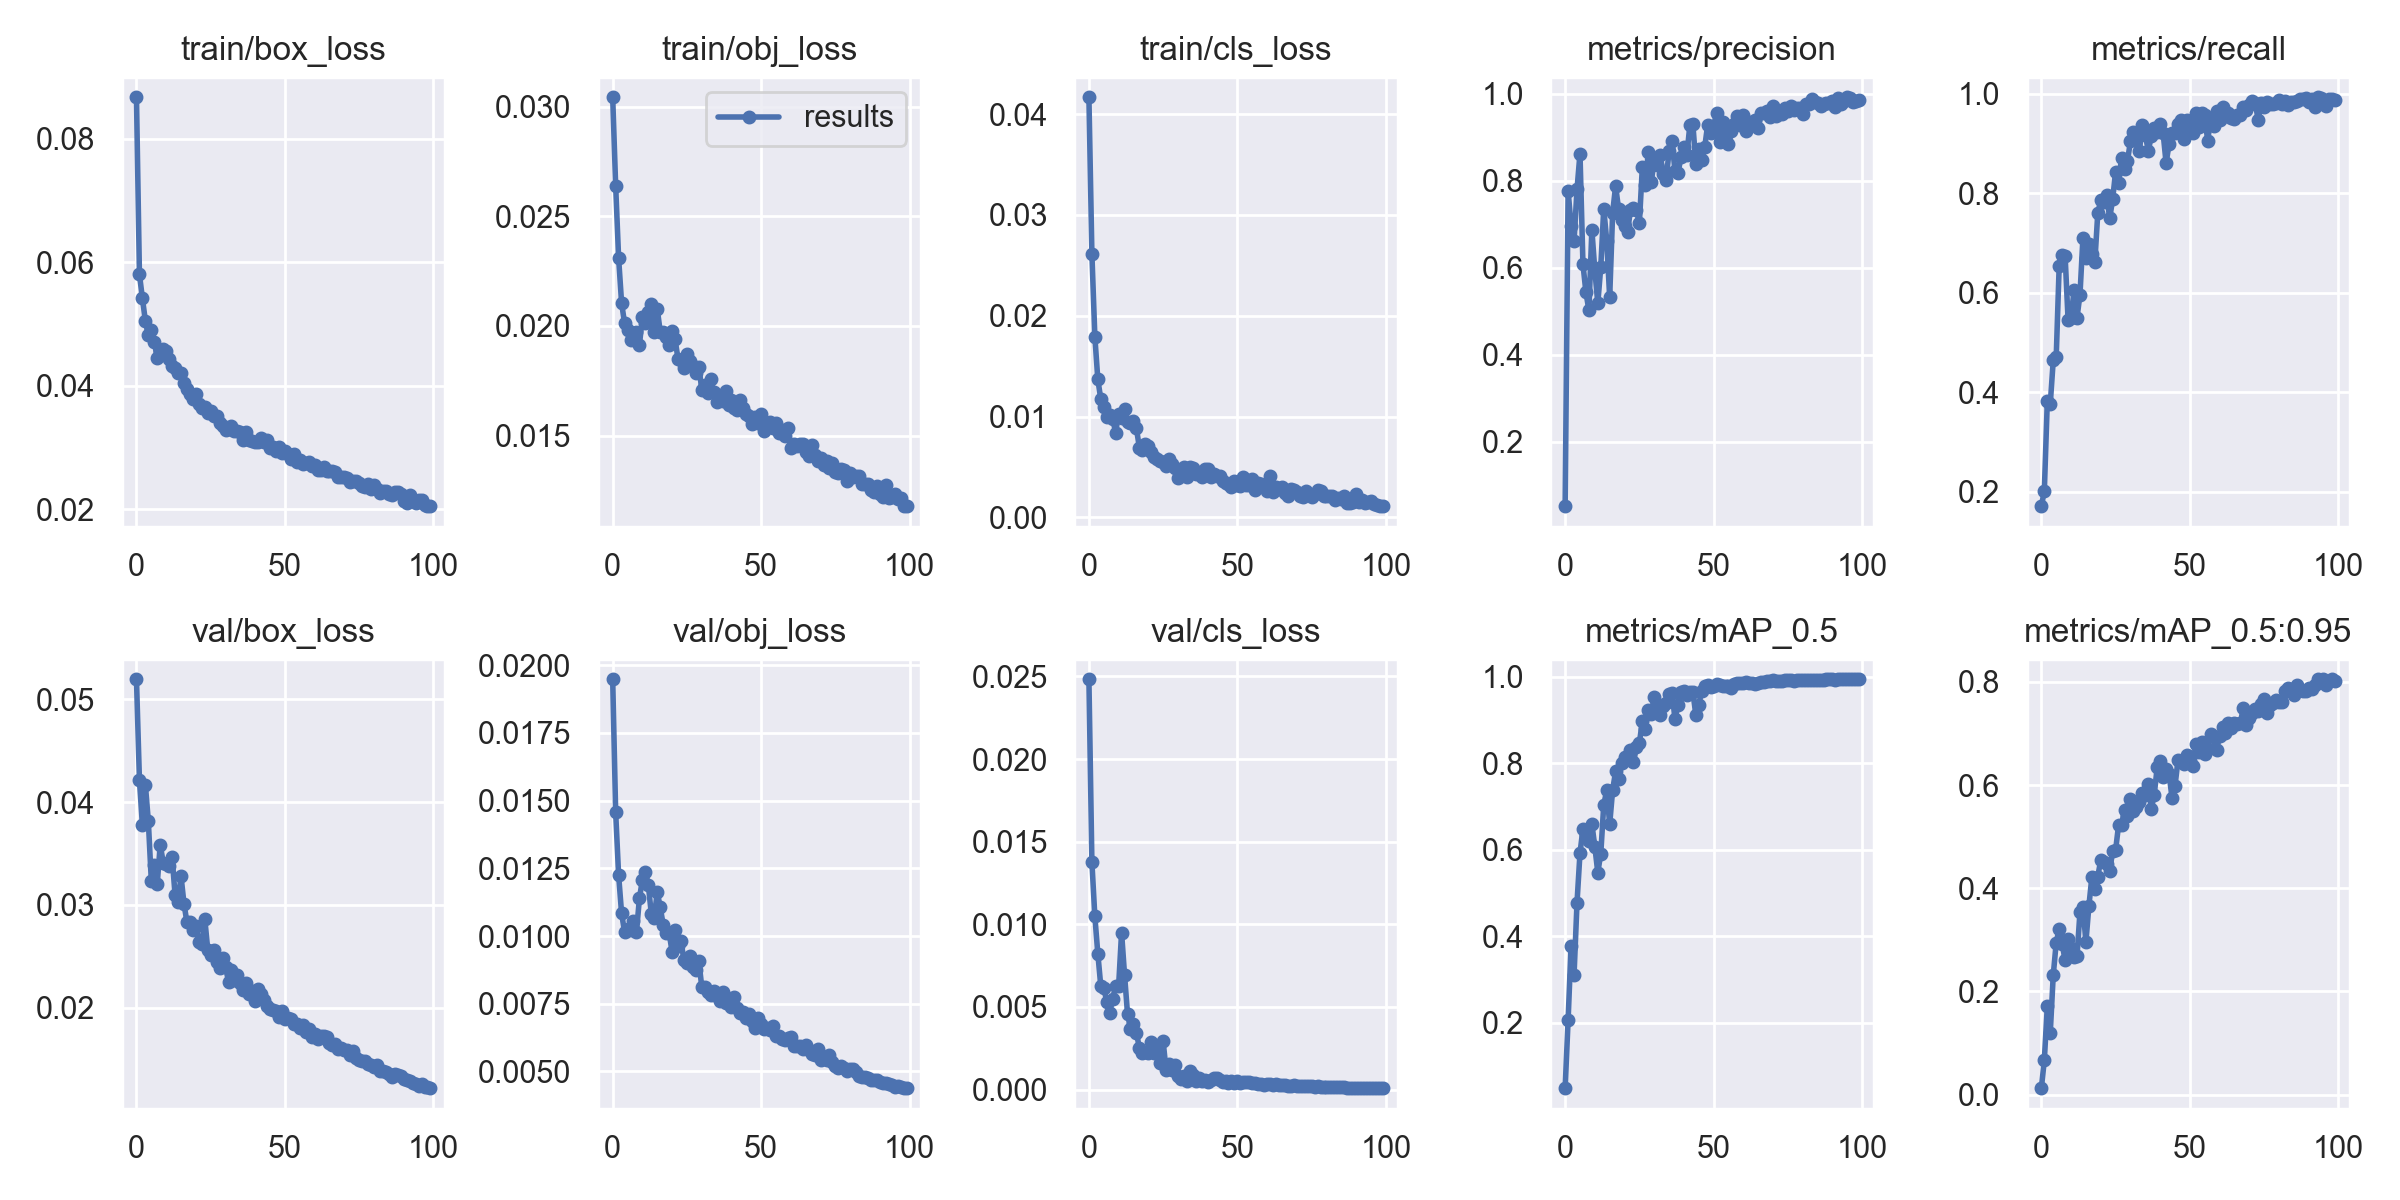 train/box_loss
0.08
0.06
0.04
0.02
0 50 100
train/obj_loss
results
0.030
0.025
0.020
0.015
0 50 100
train/cls_loss
0.04
0.03
0.02
0.01
0.00
0 50 100
metrics/precision
1.0
0.8
0.6
0.4
0.2
0 50 100
metrics/recall
1.0
0.8
0.6
0.4
0.2
0 50 100
val/box_loss
0.05
0.04
0.03
0.02
0 50 100
val/obj_loss
0.0200
0.0175
0.0150
0.0125
0.0100
0.0075
0.0050
0 50 100
val/cls_loss
0.025
0.020
0.015
0.010
0.005
0.000
0 50 100
metrics/mAP_0.5
1.0
0.8
0.6
0.4
0.2
0 50 100
metrics/mAP_0.5:0.95
0.8
0.6
0.4
0.2
0.0
0 50 100